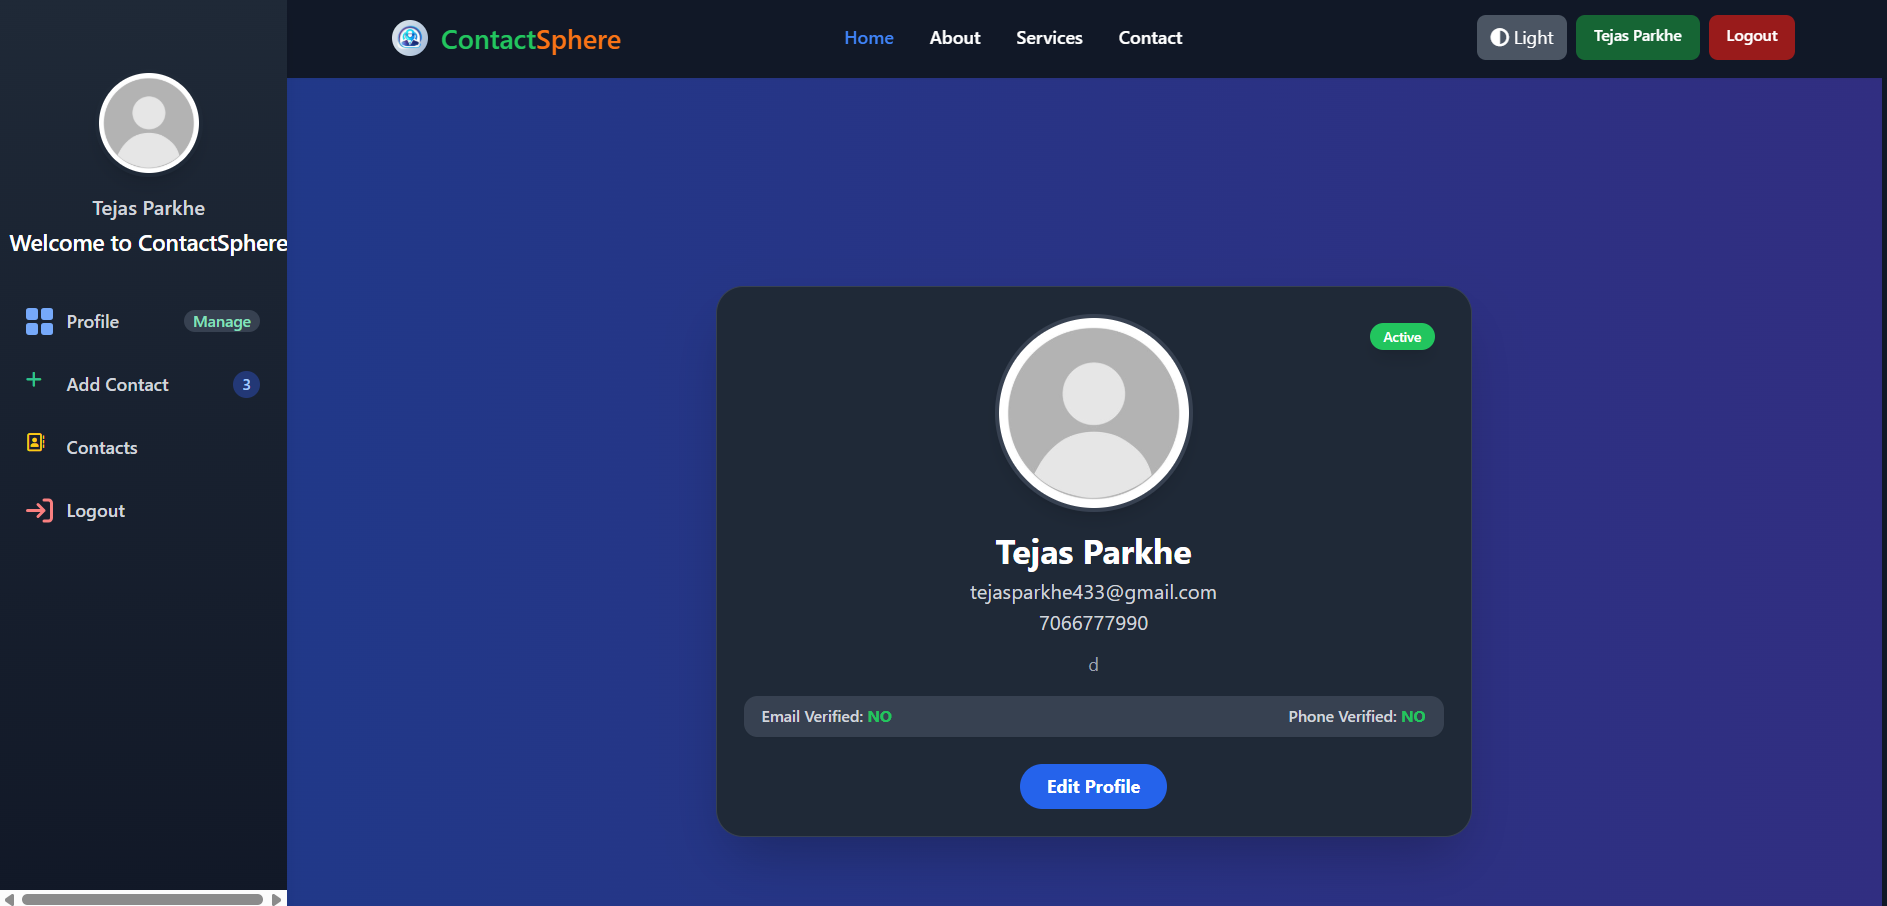 ContactSphere
Home
About
Services
Contact
Light
Tejas Parkhe
Logout
Tejas Parkhe
Welcome to ContactSphere
Profile
Manage
Add Contact
3
Contacts
Logout
Active
Tejas Parkhe
tejasparkhe433@gmail.com
7066777990
d
Email Verified: NO
Phone Verified: NO
Edit Profile